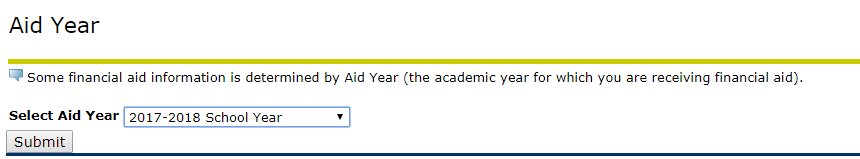 Aid Year
Some financial aid information is determined by Aid Year (the academic year for which you are receiving financial aid).
Select Aid Year 2017-2018 School Year
Submit